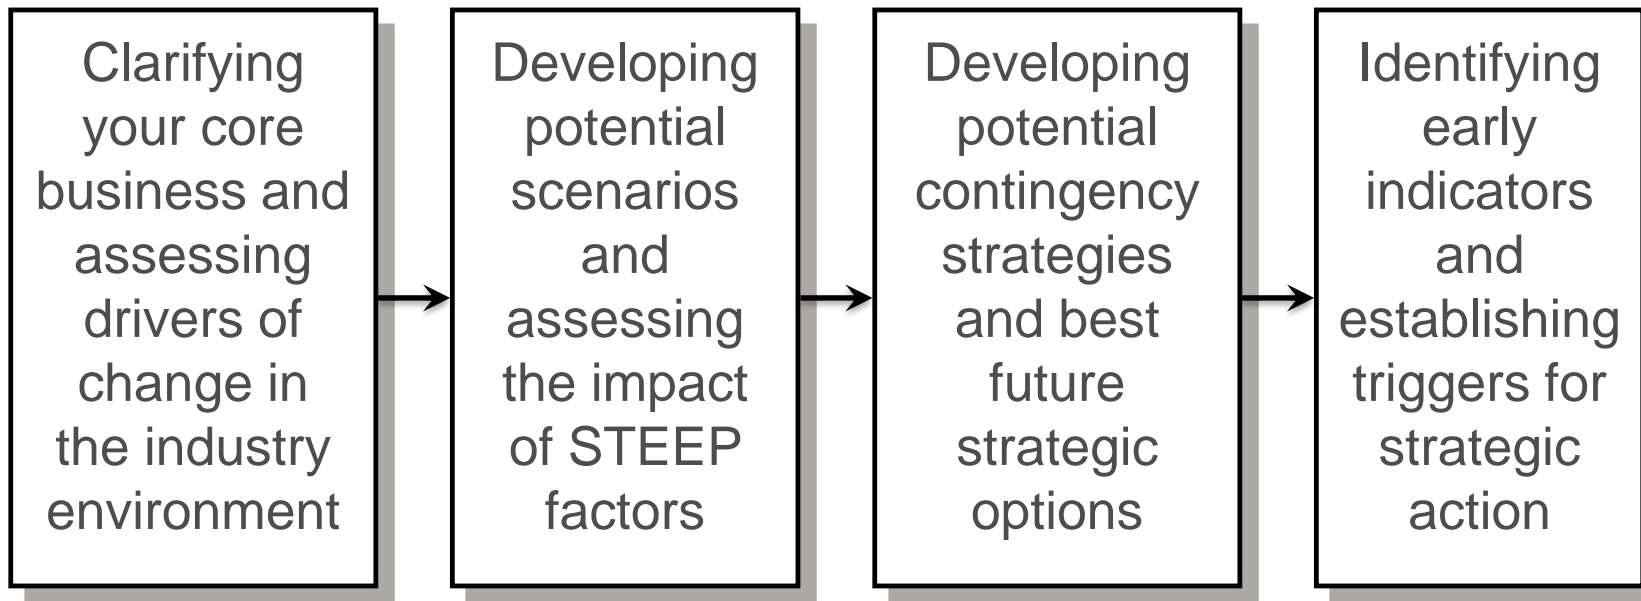 Clarifying
your core
business and
assessing
drivers of
change in
the industry
environment
Developing
potential
scenarios
and
assessing
the impact
of STEEP
factors
Developing
potential
contingency
strategies
and best
future
strategic
options
Identifying
early
indicators
and
establishing
triggers for
strategic
action